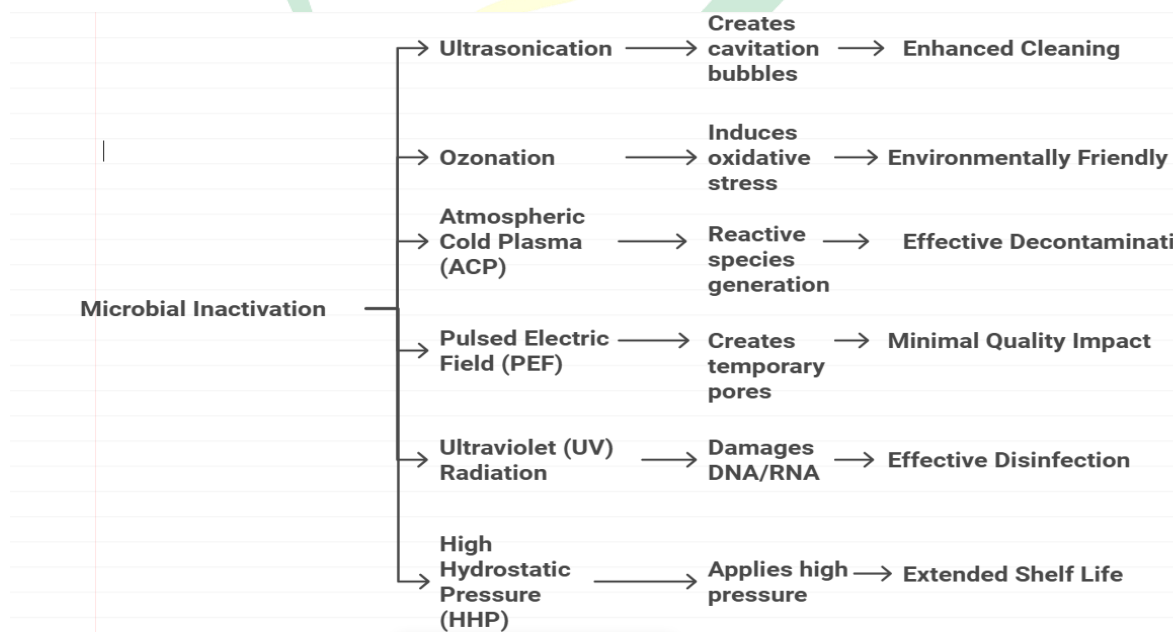 Creates
cavitation
bubbles
Ultrasonication
Enhanced Cleaning
Induces
oxidative
stress
Ozonation
Environmentally Friendly
Atmospheric
Cold Plasma
(ACP)
Reactive
species
generation
Effective Decontaminati
Microbial Inactivation
Pulsed Electric
Field (PEF)
Creates
temporary
pores
Minimal Quality Impact
Ultraviolet (UV)
Radiation
Damages
DNA/RNA
Effective Disinfection
High
Hydrostatic
Pressure
(HHP)
Applies high
pressure
Extended Shelf Life